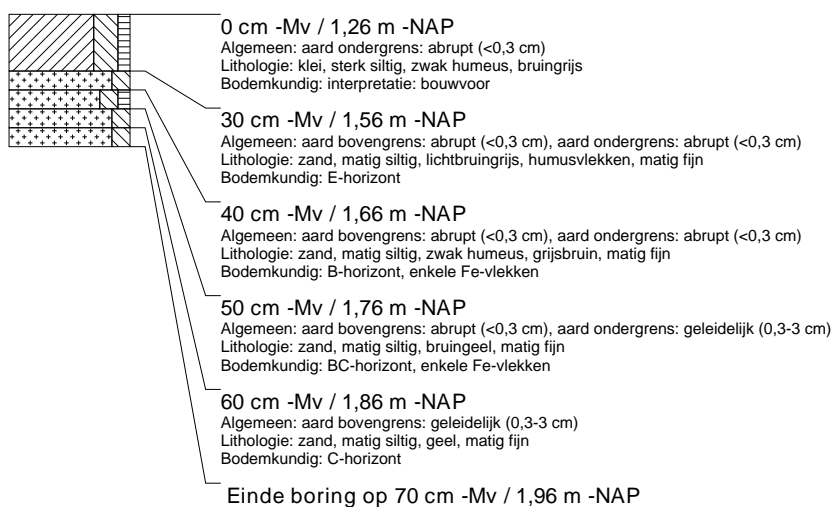 0 cm -Mv / 1,26 m -NAP
Algemeen: aard ondergrens: abrupt (<0,3 cm)
Lithologie: klei, sterk siltig, zwak humeus, bruingrijs
Bodemkundig: interpretatie: bouwvoor
30 cm -Mv / 1,56 m -NAP
Algemeen: aard bovengrens: abrupt (<0,3 cm), aard ondergrens: abrupt (<0,3 cm)
Lithologie: zand, matig siltig, lichtbruingrijs, humusvlekken, matig fijn
Bodemkundig: E-horizont
40 cm -Mv / 1,66 m -NAP
Algemeen: aard bovengrens: abrupt (<0,3 cm), aard ondergrens: abrupt (<0,3 cm)
Lithologie: zand, matig siltig, zwak humeus, grijsbruin, matig fijn
Bodemkundig: B-horizont, enkele Fe-vlekken
50 cm -Mv / 1,76 m -NAP
Algemeen: aard bovengrens: abrupt (<0,3 cm), aard ondergrens: geleidelijk (0,3-3 cm)
Lithologie: zand, matig siltig, bruingeel, matig fijn
Bodemkundig: BC-horizont, enkele Fe-vlekken
60 cm -Mv / 1,86 m -NAP
Algemeen: aard bovengrens: geleidelijk (0,3-3 cm)
Lithologie: zand, matig siltig, geel, matig fijn
Bodemkundig: C-horizont
Einde boring op 70 cm -Mv / 1,96 m -NAP